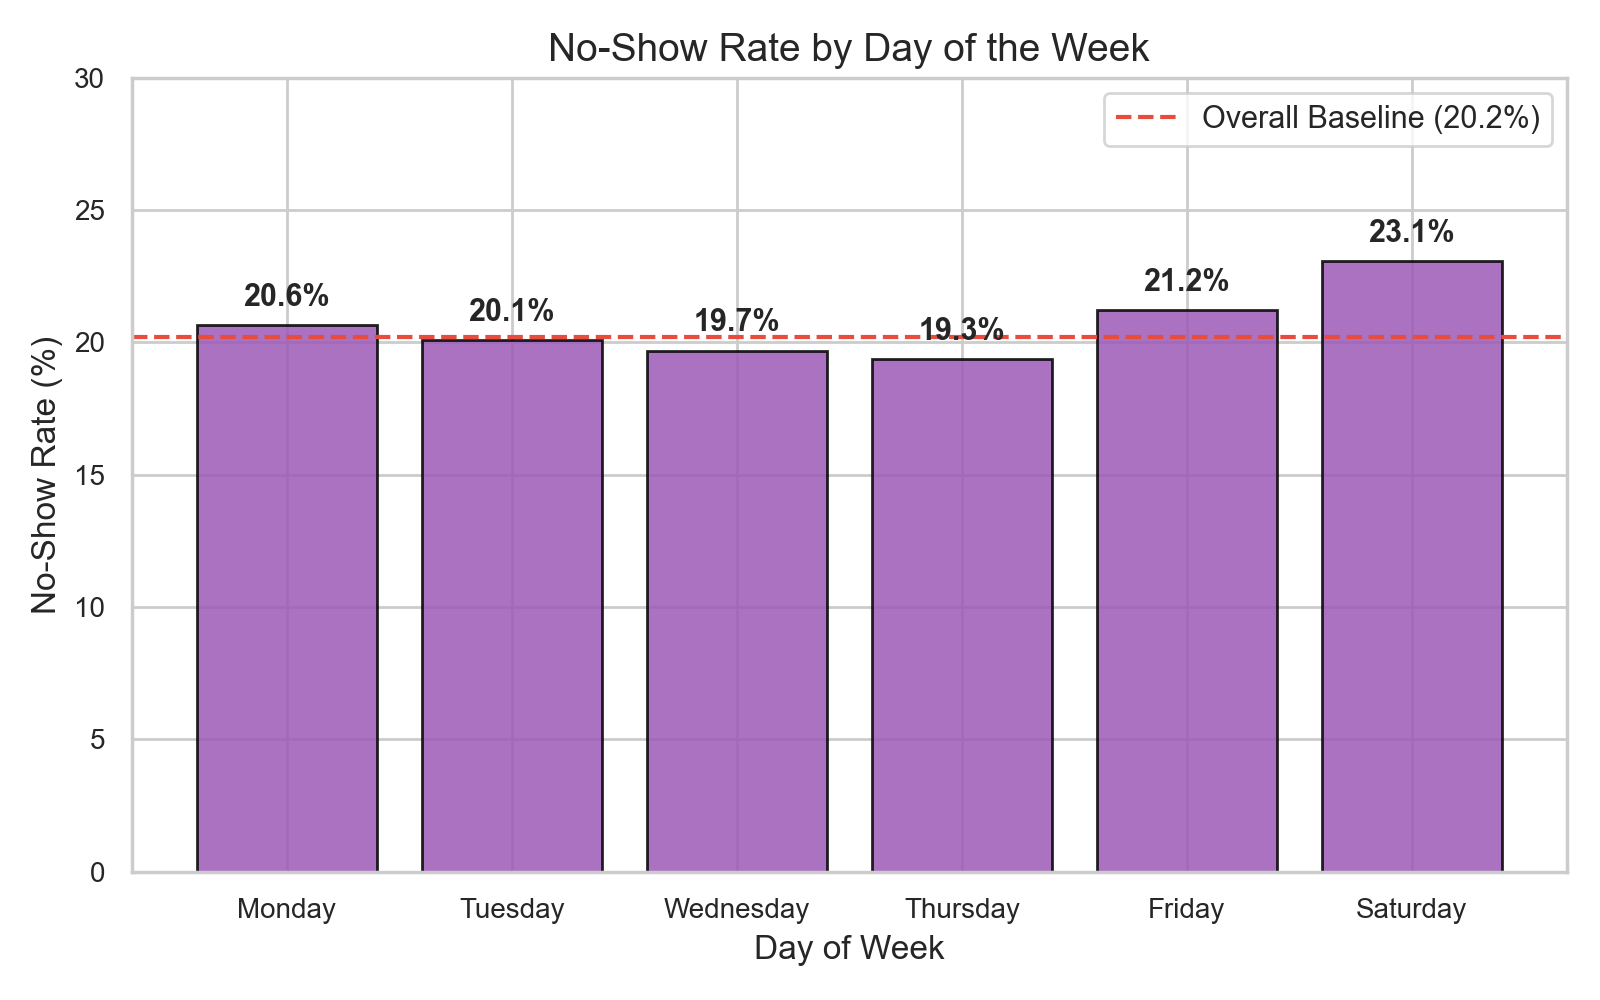 No-Show Rate by Day of the Week
Overall Baseline (20.2%)
No-Show Rate (%)
30
25
20
15
10
5
0
20.6%
20.1%
19.7%
19.3%
21.2%
23.1%
Monday
Tuesday
Wednesday
Thursday
Friday
Saturday
Day of Week